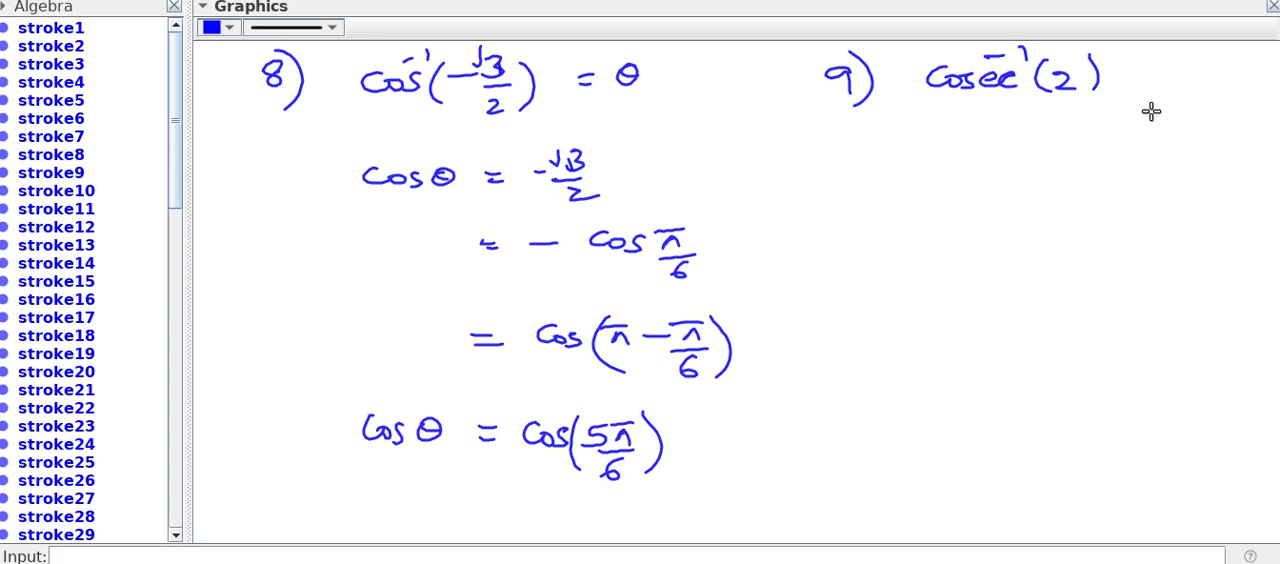 Algebra
Graphics
stroke1
stroke2
stroke3
stroke4
stroke5
stroke6
stroke7
stroke8
stroke9
stroke10
stroke11
stroke12
stroke13
stroke14
stroke15
stroke16
stroke17
stroke18
stroke19
stroke20
stroke21
stroke22
stroke23
stroke24
stroke25
stroke26
stroke27
stroke28
stroke29
8) cos⁻¹(-√3/2) = θ
cosθ = -√3/2
= - cos π/6
= cos(π - π/6)
cosθ = cos(5π/6)
9) cosec⁻¹(2)
Input: